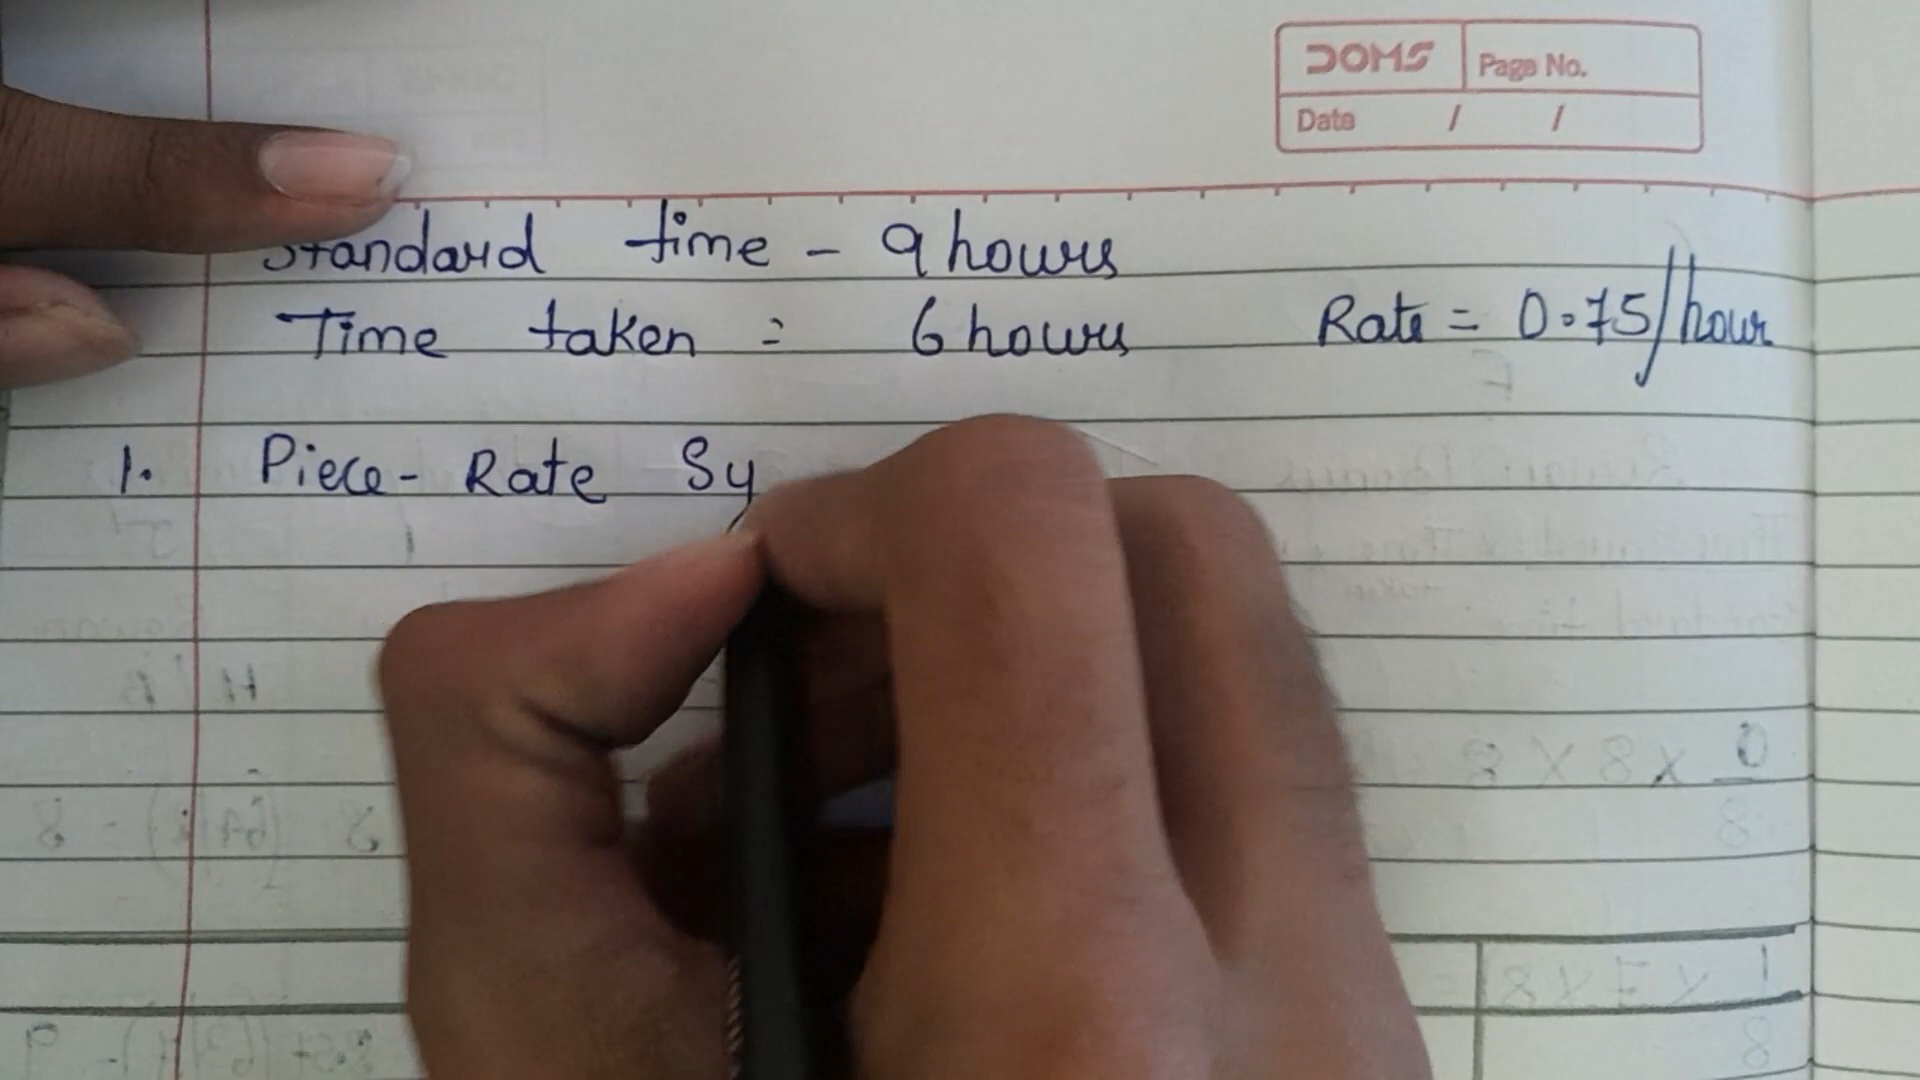 DOMS Page No.
Date / /
Standard time - 9 hours
Time taken = 6 hours Rate = 0.75/hour
1. Piece-Rate Sy